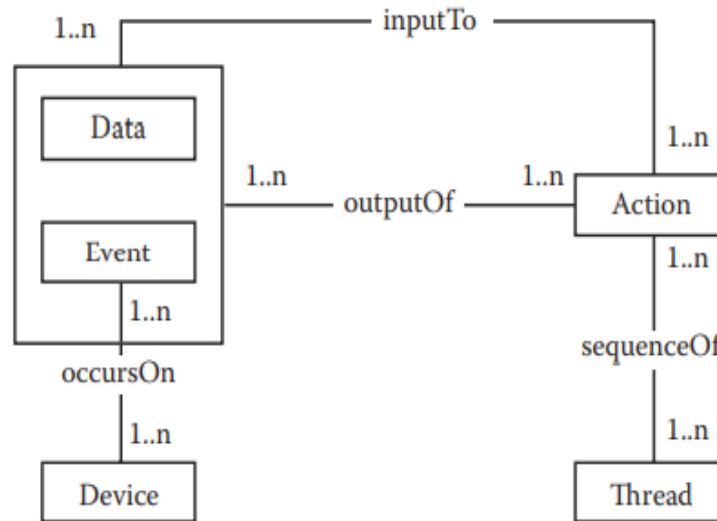 1..n
inputTo
Data
1..n
1..n
1..n
outputOf
Action
Event
1..n
1..n
sequenceOf
occursOn
1..n
1..n
Device
Thread